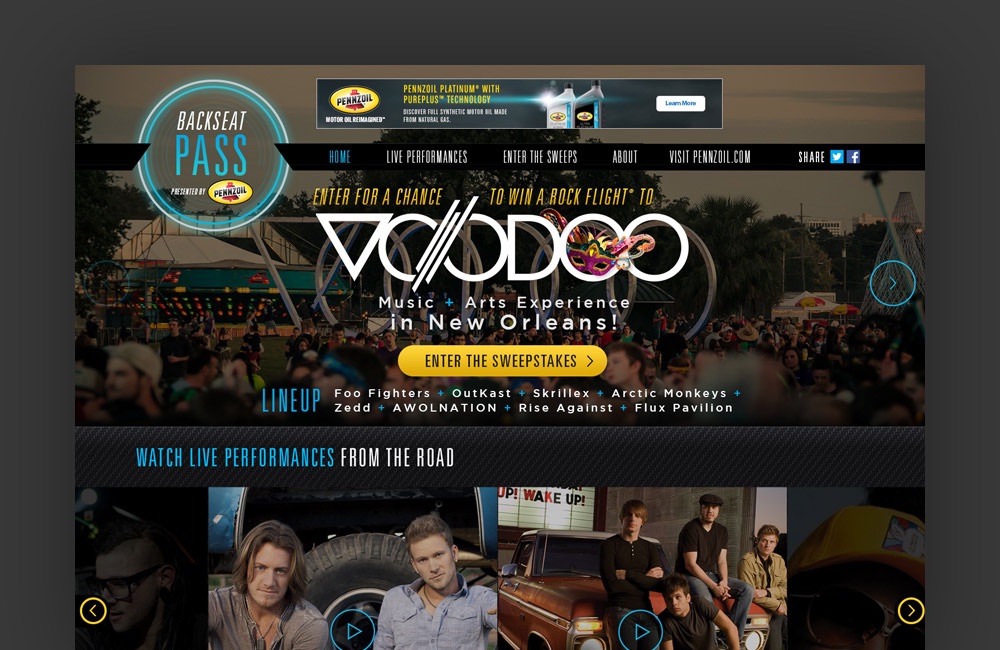 BACKSEAT
PASS
PRESENTED BY PENNZOIL
PENNZOIL
MOTOR OIL REIMAGINED™
PENNZOIL PLATINUM® WITH
PUREPLUS™ TECHNOLOGY
DISCOVER FULL SYNTHETIC MOTOR OIL MADE
FROM NATURAL GAS.
Learn More
HOME LIVE PERFORMANCES ENTER THE SWEEPS ABOUT VISIT PENNZOIL.COM SHARE
ENTER FOR A CHANCE TO WIN A ROCK FLIGHT® TO
VOODOO
Music + Arts Experience
in New Orleans!
ENTER THE SWEEPSTAKES
LINEUP
Foo Fighters + OutKast + Skrillex + Arctic Monkeys +
Zedd + AWOLNATION + Rise Against + Flux Pavilion
WATCH LIVE PERFORMANCES FROM THE ROAD
UP! WAKE UP!